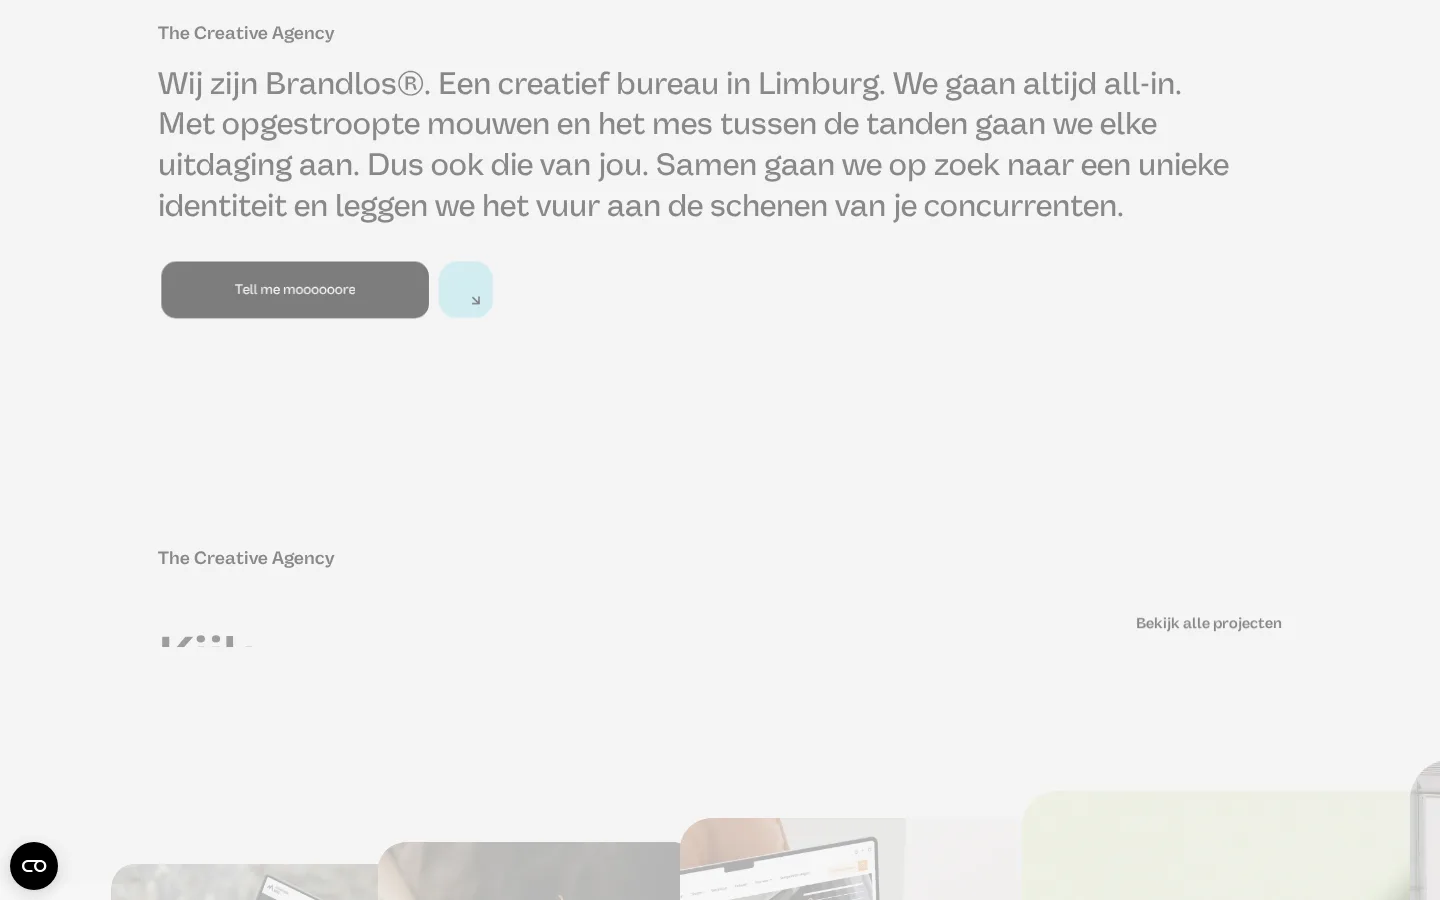 The Creative Agency
Wij zijn Brandlos®. Een creatief bureau in Limburg. We gaan altijd all-in.
Met opgestroopte mouwen en het mes tussen de tanden gaan we elke
uitdaging aan. Dus ook die van jou. Samen gaan we op zoek naar een unieke
identiteit en leggen we het vuur aan de schenen van je concurrenten.
Tell me moooooore
The Creative Agency
Bekijk alle projecten